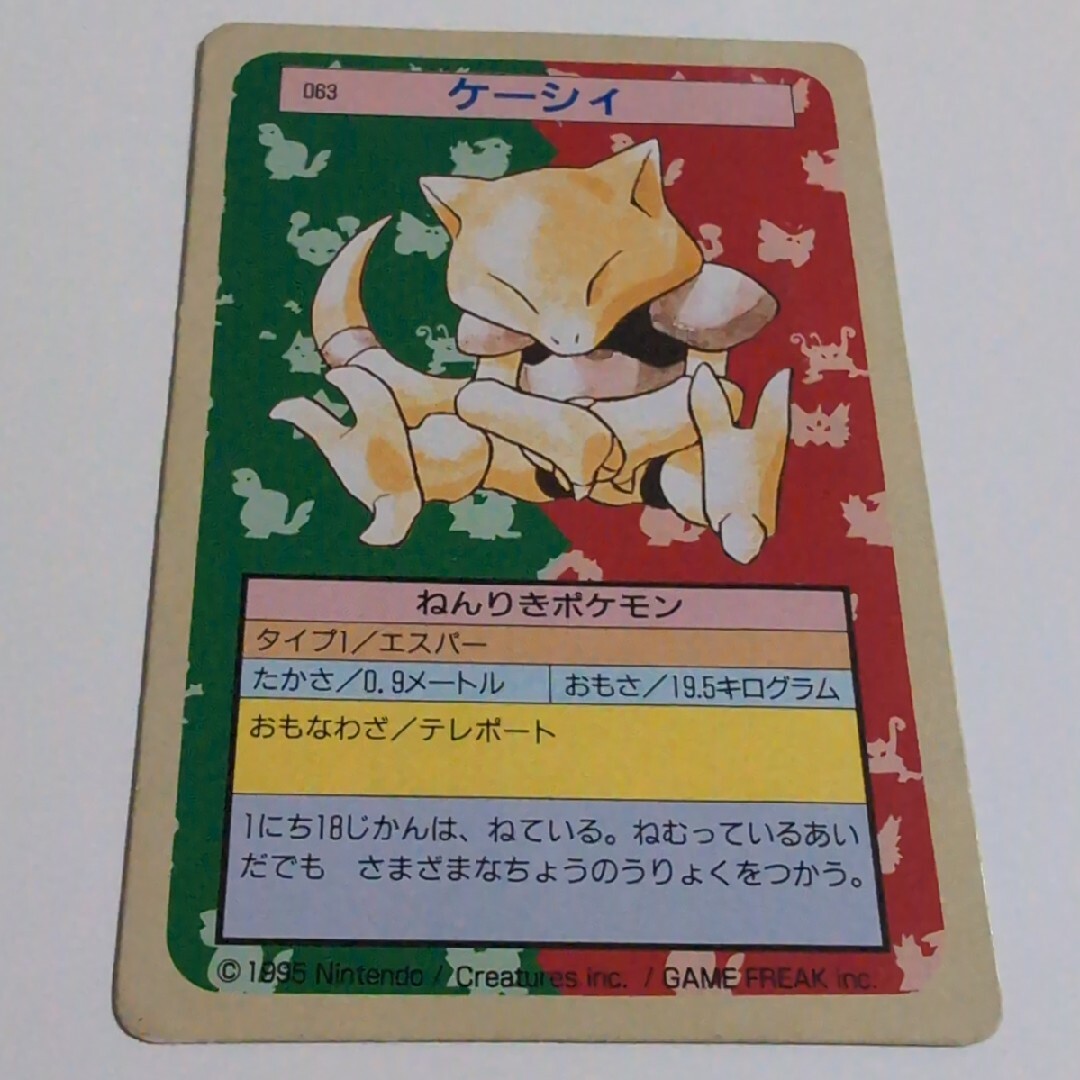 063 ケーシィ
ねんりきポケモン
タイプ1/エスパー
たかさ/0.9メートル おもさ/19.5キログラム
おもなわざ/テレポート
1にち18じかんは、ねている。ねむっているあい
だでも　さまざまなちょうのうりょくをつかう。
©1995 Nintendo / Creatures inc. / GAME FREAK inc.